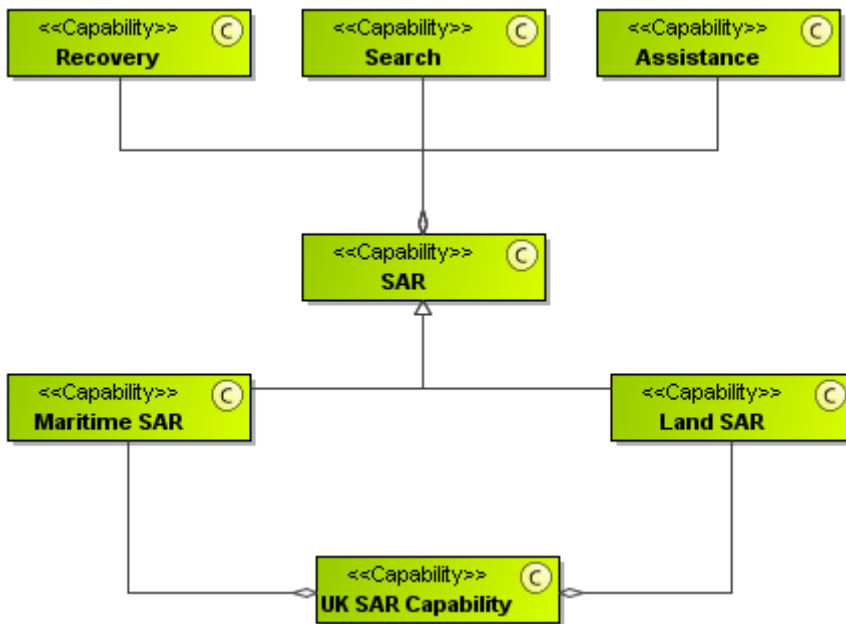 <<Capability>> C
Recovery
<<Capability>> C
Search
<<Capability>> C
Assistance
<<Capability>> C
SAR
<<Capability>> C
Maritime SAR
<<Capability>> C
Land SAR
<<Capability>> C
UK SAR Capability